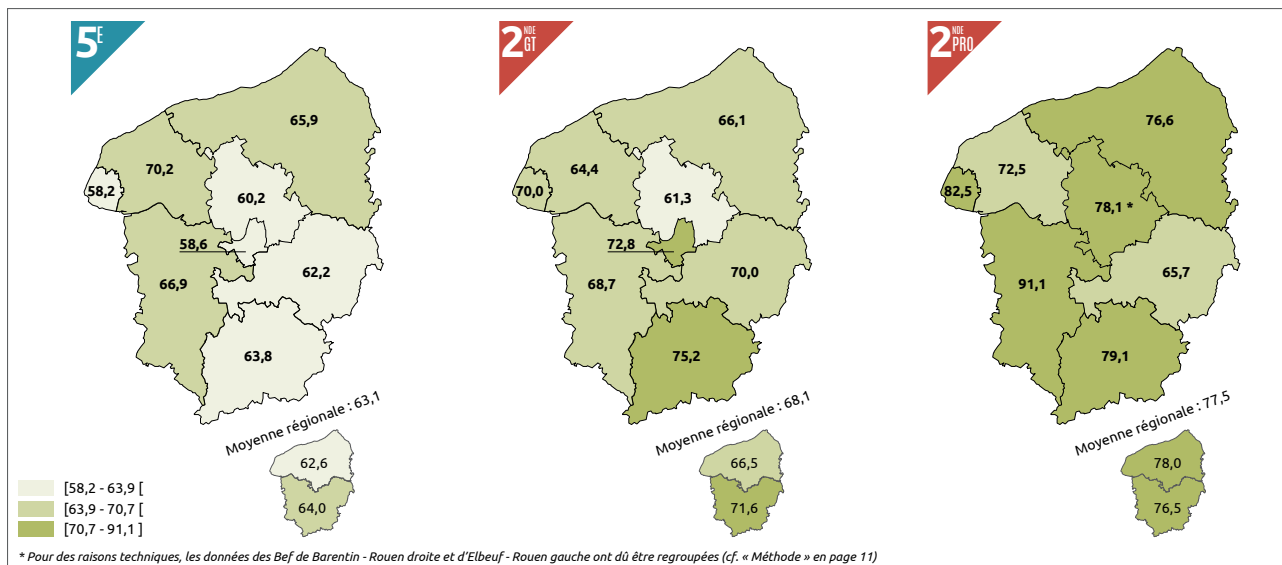 5E
65,9
70,2
58,2
60,2
58,6
62,2
66,9
63,8
Moyenne régionale : 63,1
62,6
64,0
2NDE GT
66,1
64,4
70,0
61,3
72,8
70,0
68,7
75,2
Moyenne régionale : 68,1
66,5
71,6
2NDE PRO
76,6
72,5
82,5
78,1 *
65,7
91,1
79,1
Moyenne régionale : 77,5
78,0
76,5
[58,2 - 63,9 [
[63,9 - 70,7 [
[70,7 - 91,1 ]
* Pour des raisons techniques, les données des Bef de Barentin - Rouen droite et d'Elbeuf - Rouen gauche ont dû être regroupées (cf. « Méthode » en page 11)